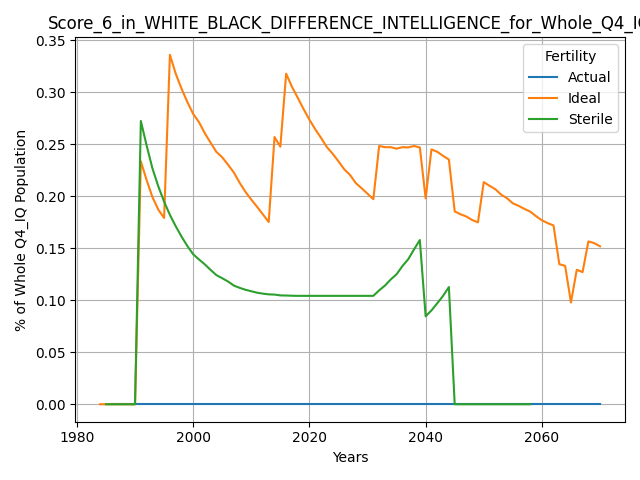 Score_6_in_WHITE_BLACK_DIFFERENCE_INTELLIGENCE_for_Whole_Q4_IQ
0.35
0.30
0.25
0.20
0.15
0.10
0.05
0.00
% of Whole Q4_IQ Population
Fertility
Actual
Ideal
Sterile
1980
2000
2020
2040
2060
Years